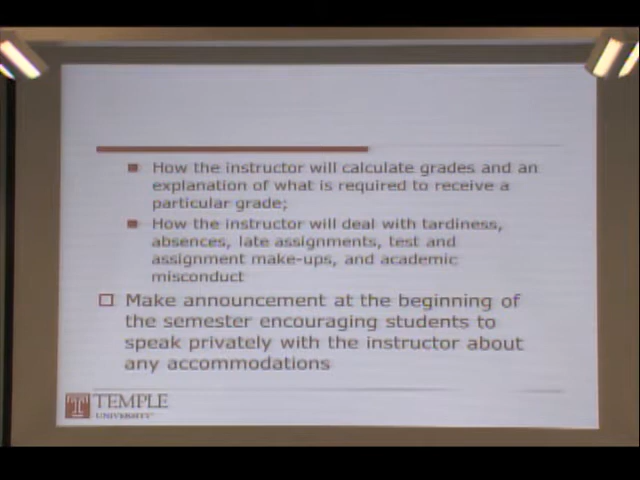 How the instructor will calculate grades and an
explanation of what is required to receive a
particular grade;
How the instructor will deal with tardiness,
absences, late assignments, test and
assignment make-ups, and academic
misconduct
Make announcement at the beginning of
the semester encouraging students to
speak privately with the instructor about
any accommodations
T TEMPLE
UNIVERSITY